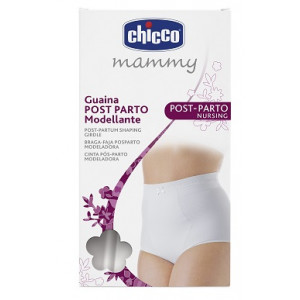 chicco
mammy
Guaina
POST PARTO
Modellante
POST-PARTO
NURSING
POST-PARTUM SHAPING
GIRDLE
BRAGA-FAJA POSPARTO
MODELADORA
CINTA PÓS-PARTO
MODELADORA